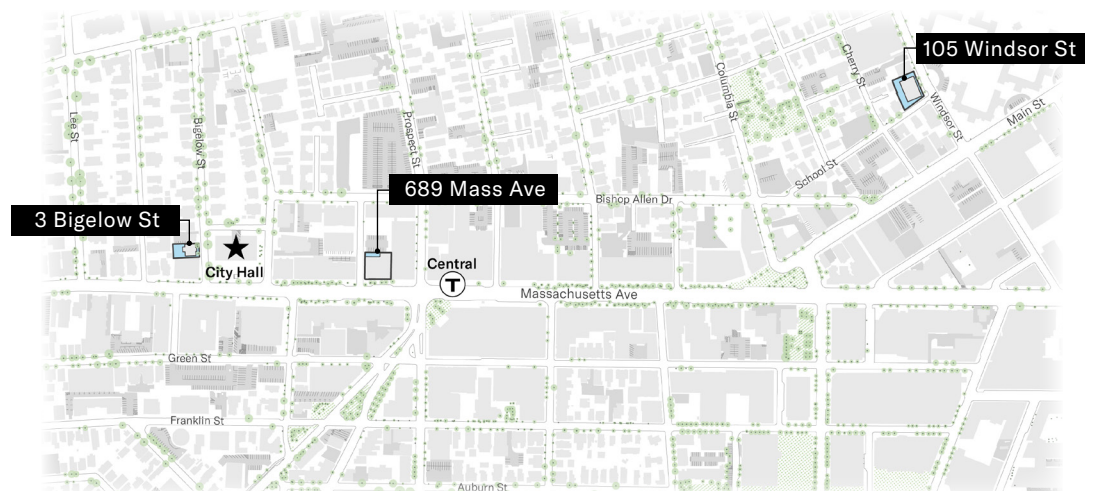 105 Windsor St
Cherry St
Columbia St
Windsor St
Main St
Lee St
Bigelow St
Prospect St
School St
689 Mass Ave
Bishop Allen Dr
3 Bigelow St
City Hall
Central
T
Massachusetts Ave
Green St
Franklin St
Auburn St